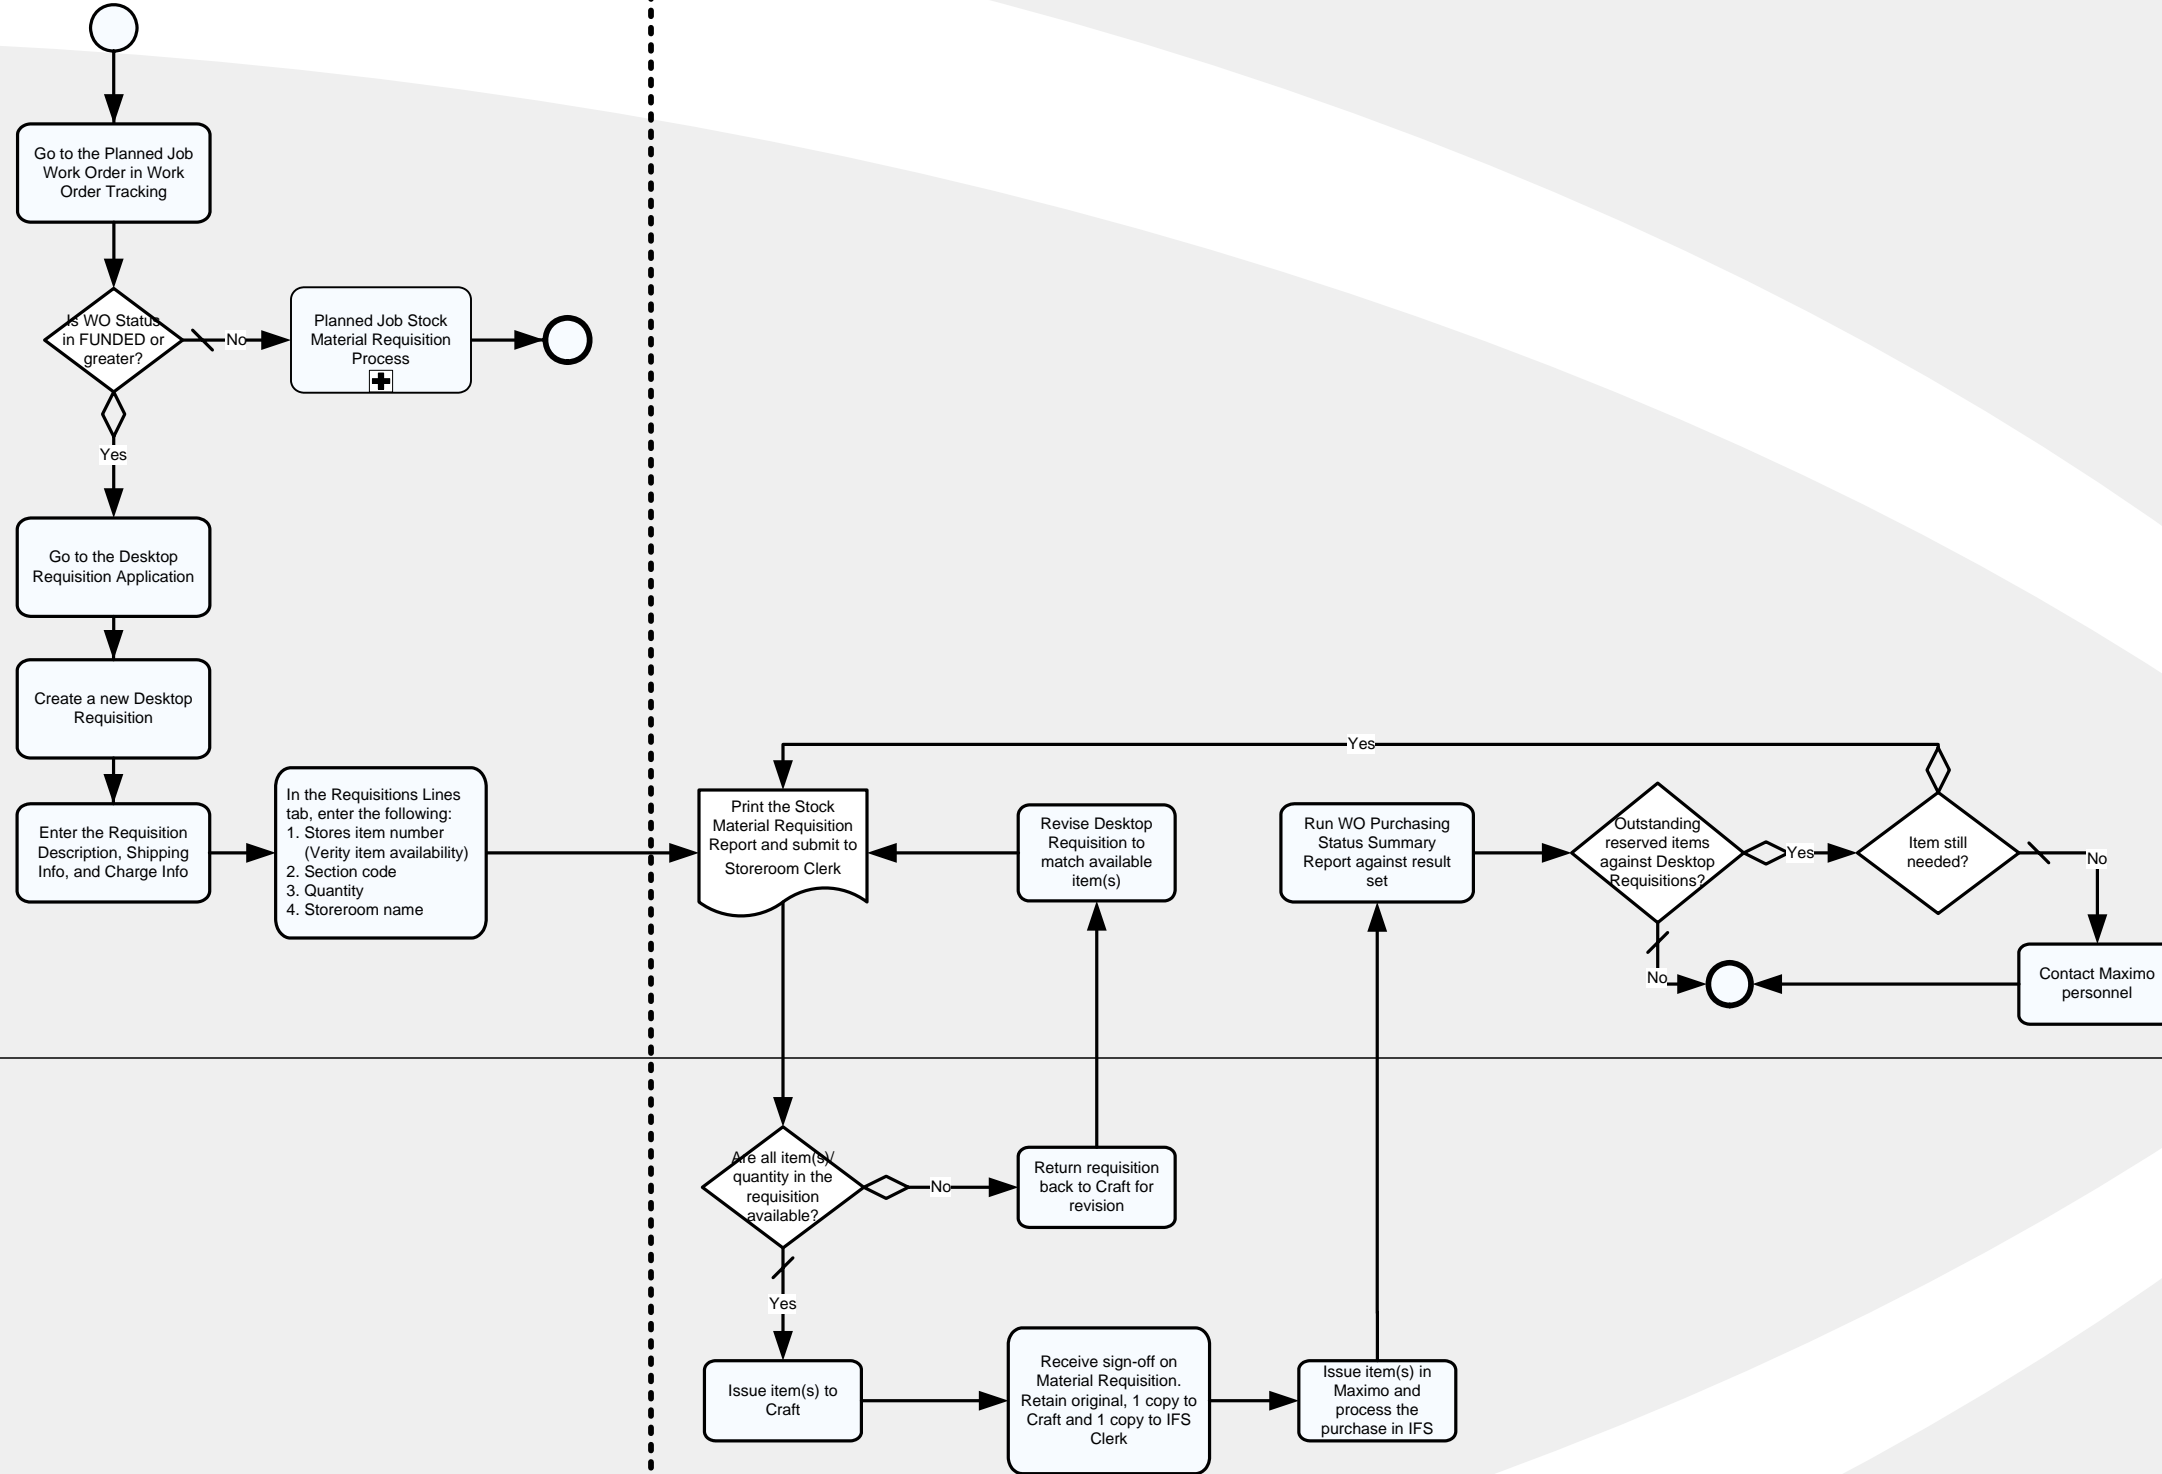 Go to the Planned Job
Work Order in Work
Order Tracking
Is WO Status
in FUNDED or
greater?
No
Planned Job Stock
Material Requisition
Process
Yes
Go to the Desktop
Requisition Application
Create a new Desktop
Requisition
Enter the Requisition
Description, Shipping
Info, and Charge Info
In the Requisitions Lines
tab, enter the following:
1. Stores item number
(Verity item availability)
2. Section code
3. Quantity
4. Storeroom name
Print the Stock
Material Requisition
Report and submit to
Storeroom Clerk
Revise Desktop
Requisition to
match available
item(s)
Yes
Run WO Purchasing
Status Summary
Report against result
set
Outstanding
reserved items
against Desktop
Requisitions?
Yes
Item still
needed?
No
No
Contact Maximo
personnel
Are all item(s)/
quantity in the
requisition
available?
No
Return requisition
back to Craft for
revision
Yes
Issue item(s) to
Craft
Receive sign-off on
Material Requisition.
Retain original, 1 copy to
Craft and 1 copy to IFS
Clerk
Issue item(s) in
Maximo and
process the
purchase in IFS